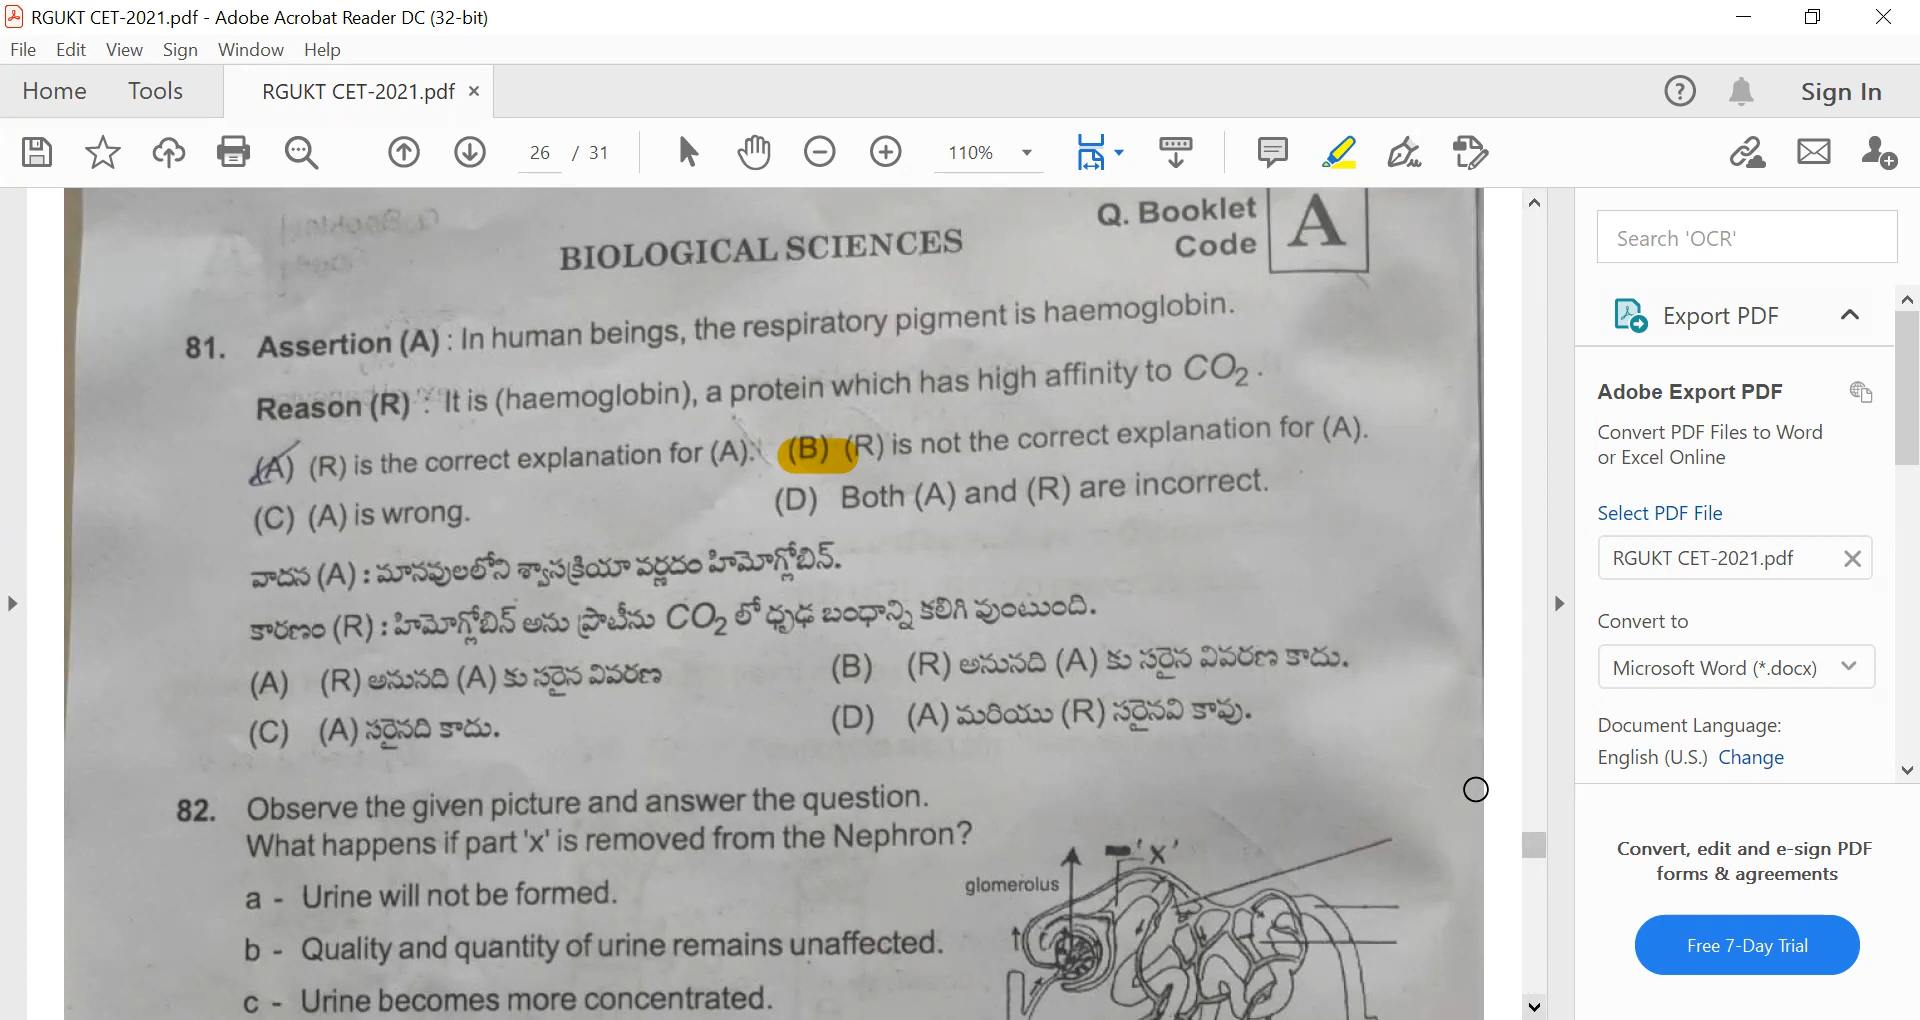 RGUKT CET-2021.pdf - Adobe Acrobat Reader DC (32-bit)
File Edit View Sign Window Help
Home Tools RGUKT CET-2021.pdf × Sign In
26 / 31 110%
Q. Booklet
Code A
BIOLOGICAL SCIENCES
81. Assertion (A) : In human beings, the respiratory pigment is haemoglobin.
Reason (R) : It is (haemoglobin), a protein which has high affinity to CO2 .
(A) (R) is the correct explanation for (A). (B) (R) is not the correct explanation for (A).
(C) (A) is wrong. (D) Both (A) and (R) are incorrect.
వాదన (A) : మానవులలోని శ్వాసక్రియా వర్ణదం హిమోగ్లోబిన్.
కారణం (R) : హిమోగ్లోబిన్ అను ప్రొటీను CO2 లో ధృఢ బంధాన్ని కలిగి వుంటుంది.
(A) (R) అనునది (A) కు సరైన వివరణ (B) (R) అనునది (A) కు సరైన వివరణ కాదు.
(C) (A) సరైనది కాదు. (D) (A) మరియు (R) సరైనవి కావు.
82. Observe the given picture and answer the question.
What happens if part 'x' is removed from the Nephron?
'x'
glomerolus
a - Urine will not be formed.
b - Quality and quantity of urine remains unaffected.
c - Urine becomes more concentrated.
Search 'OCR'
Export PDF
Adobe Export PDF
Convert PDF Files to Word
or Excel Online
Select PDF File
RGUKT CET-2021.pdf
Convert to
Microsoft Word (*.docx)
Document Language:
English (U.S.) Change
Convert, edit and e-sign PDF
forms & agreements
Free 7-Day Trial